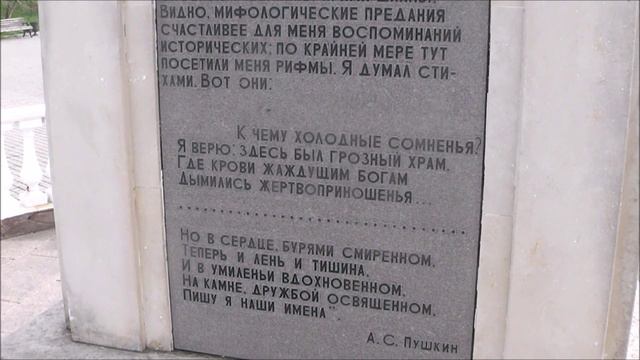 Видно, мифологические предания
счастливее для меня воспоминаний
исторических; по крайней мере тут
посетили меня рифмы. Я думал сти-
хами. Вот они:
К чему холодные сомненья?
Я верю: здесь был грозный храм,
Где крови жаждущим богам
Дымились жертвоприношенья...
Но в сердце, бурями смиренном,
Теперь и лень и тишина,
И в умиленьи вдохновенном,
На камне, дружбой освященном,
Пишу я наши имена".
А.С. Пушкин